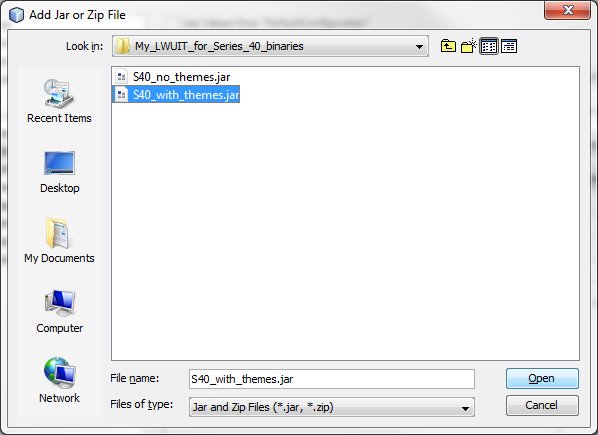 Add Jar or Zip File
Look in: My_LWUIT_for_Series_40_binaries
S40_no_themes.jar
S40_with_themes.jar
Recent Items
Desktop
My Documents
Computer
Network
File name: S40_with_themes.jar
Open
Files of type: Jar and Zip Files (*.jar, *.zip)
Cancel